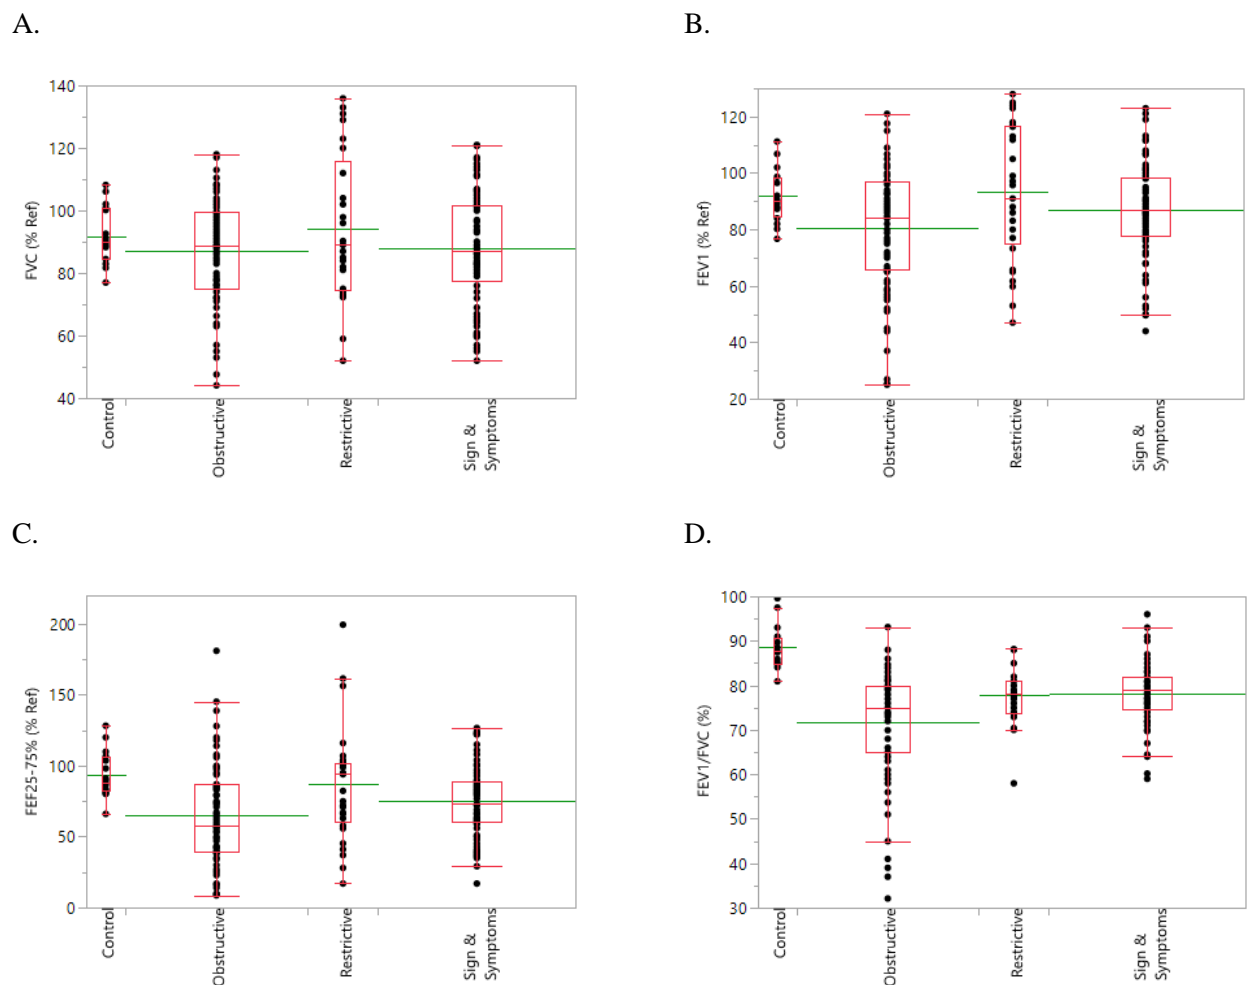 A.
B.
140
120
100
80
60
40
FVC (% Ref)
Control
Obstructive
Restrictive
Sign &
Symptoms
120
100
80
60
40
20
FEV1 (% Ref)
Control
Obstructive
Restrictive
Sign &
Symptoms
C.
D.
200
150
100
50
0
FEF25-75% (% Ref)
Control
Obstructive
Restrictive
Sign &
Symptoms
100
90
80
70
60
50
40
30
FEV1/FVC (%)
Control
Obstructive
Restrictive
Sign &
Symptoms